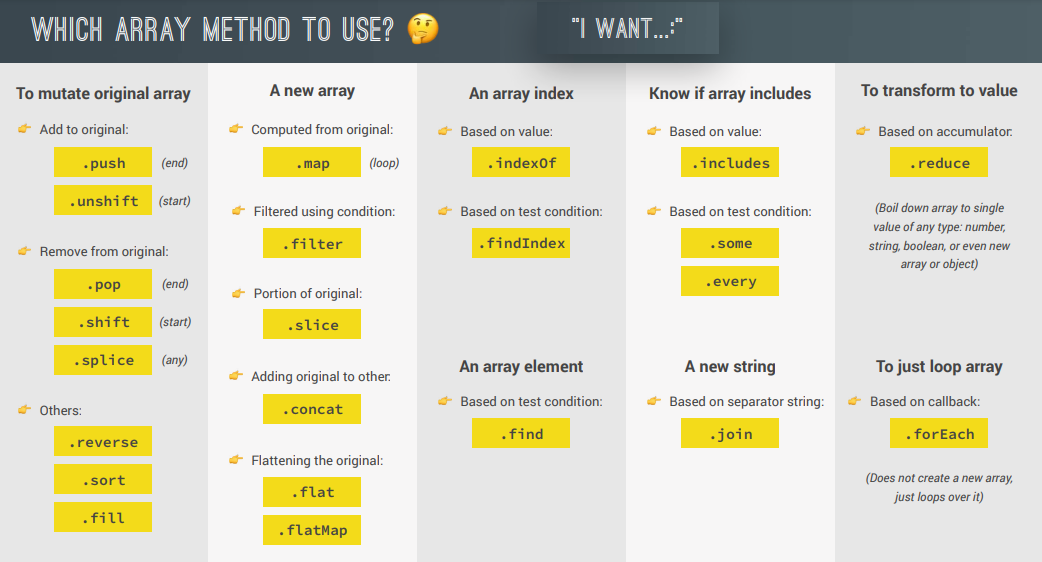 WHICH ARRAY METHOD TO USE? 🤔
"I WANT...:"
To mutate original array
👉 Add to original:
.push (end)
.unshift (start)
👉 Remove from original:
.pop (end)
.shift (start)
.splice (any)
👉 Others:
.reverse
.sort
.fill
A new array
👉 Computed from original:
.map (loop)
👉 Filtered using condition:
.filter
👉 Portion of original:
.slice
👉 Adding original to other:
.concat
👉 Flattening the original:
.flat
.flatMap
An array index
👉 Based on value:
.indexOf
👉 Based on test condition:
.findIndex
An array element
👉 Based on test condition:
.find
Know if array includes
👉 Based on value:
.includes
👉 Based on test condition:
.some
.every
A new string
👉 Based on separator string:
.join
To transform to value
👉 Based on accumulator:
.reduce
(Boil down array to single
value of any type: number,
string, boolean, or even new
array or object)
To just loop array
👉 Based on callback:
.forEach
(Does not create a new array,
just loops over it)